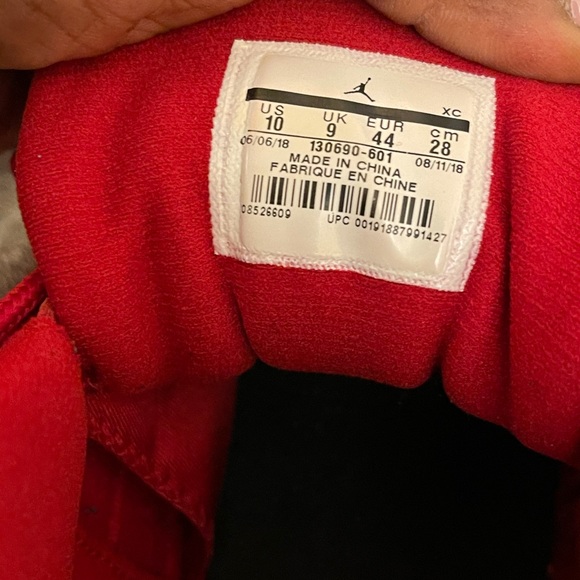 XC
US UK EUR cm
10 9 44 28
06/06/18 130690-601 08/11/18
MADE IN CHINA
FABRIQUE EN CHINE
08526609 UPC 00191887991427